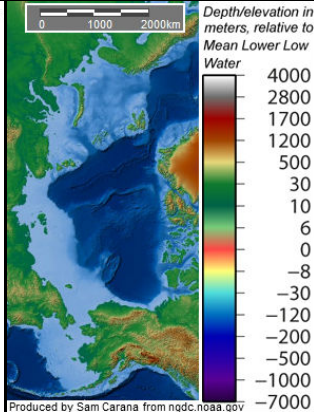 0 1000 2000km
Depth/elevation in
meters, relative to
Mean Lower Low
Water
4000
2800
1700
1200
500
30
10
6
0
−8
−30
−120
−200
−500
−1000
−7000
Produced by Sam Carana from ngdc.noaa.gov